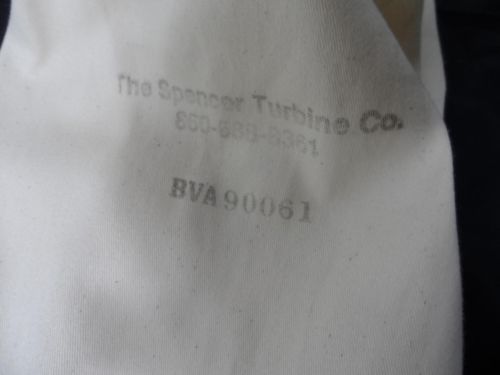 The Spencer Turbine Co.
860-688-8361
BVA90061